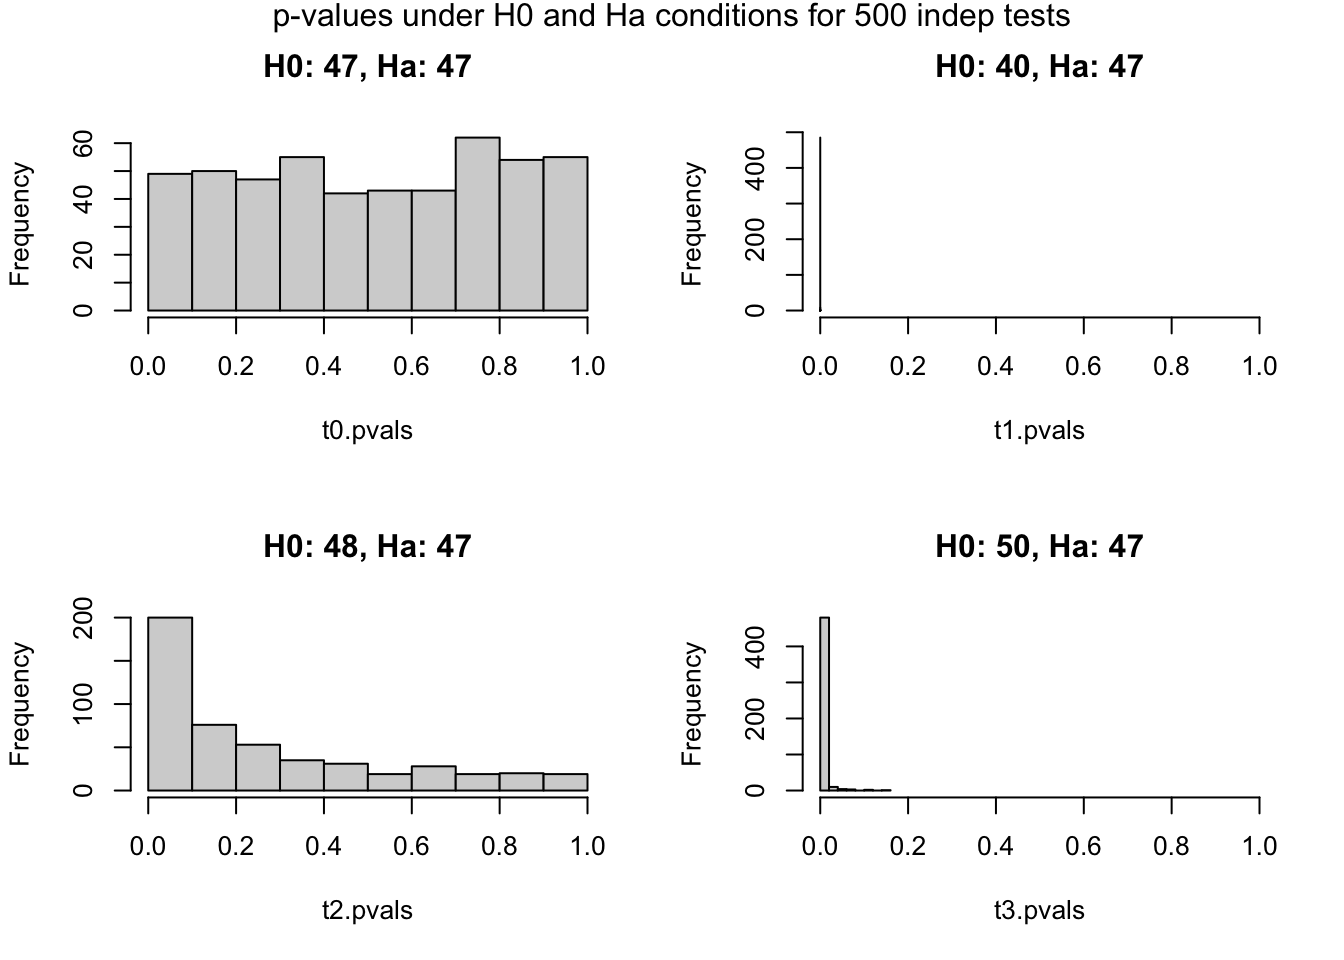 p-values under H0 and Ha conditions for 500 indep tests
H0: 47, Ha: 47
Frequency
60
40
20
0
0.0 0.2 0.4 0.6 0.8 1.0
t0.pvals
H0: 40, Ha: 47
Frequency
400
200
0
0.0 0.2 0.4 0.6 0.8 1.0
t1.pvals
H0: 48, Ha: 47
Frequency
200
100
0
0.0 0.2 0.4 0.6 0.8 1.0
t2.pvals
H0: 50, Ha: 47
Frequency
400
200
0
0.0 0.2 0.4 0.6 0.8 1.0
t3.pvals